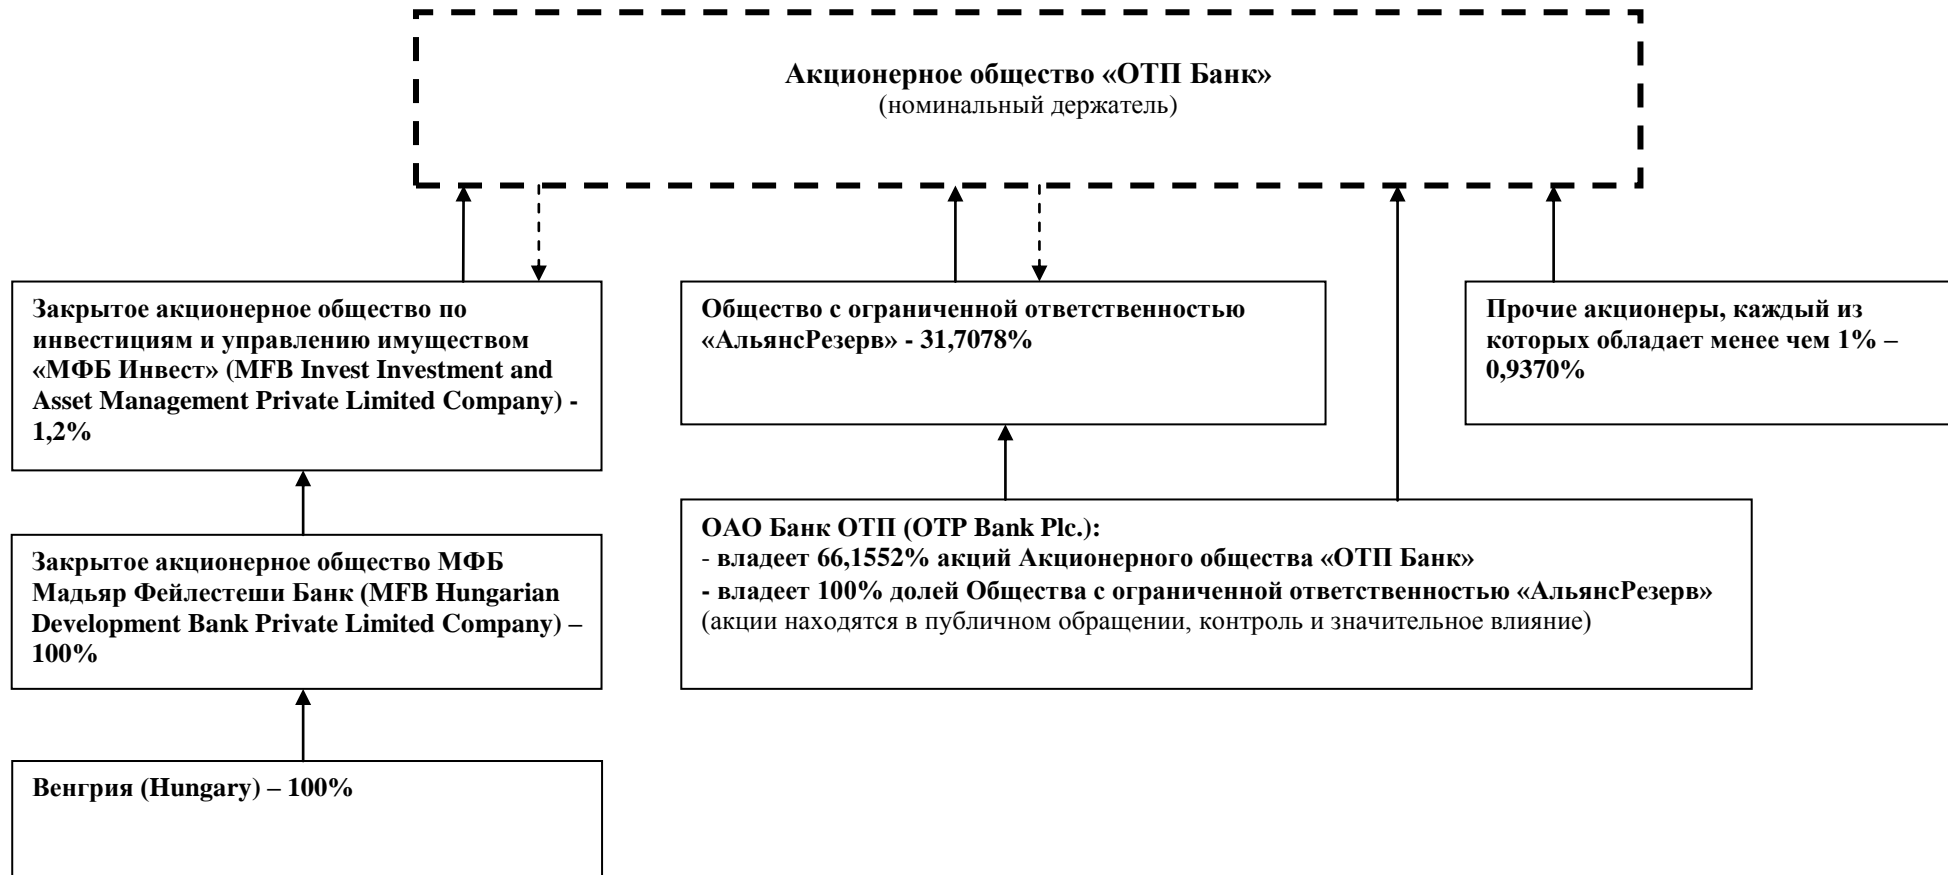 Акционерное общество «ОТП Банк»
(номинальный держатель)
Закрытое акционерное общество по
инвестициям и управлению имуществом
«МФБ Инвест» (MFB Invest Investment and
Asset Management Private Limited Company) -
1,2%
Общество с ограниченной ответственностью
«АльянсРезерв» - 31,7078%
Прочие акционеры, каждый из
которых обладает менее чем 1% –
0,9370%
Закрытое акционерное общество МФБ
Мадьяр Фейлестеши Банк (MFB Hungarian
Development Bank Private Limited Company) –
100%
ОАО Банк ОТП (OTP Bank Plc.):
- владеет 66,1552% акций Акционерного общества «ОТП Банк»
- владеет 100% долей Общества с ограниченной ответственностью «АльянсРезерв»
(акции находятся в публичном обращении, контроль и значительное влияние)
Венгрия (Hungary) – 100%